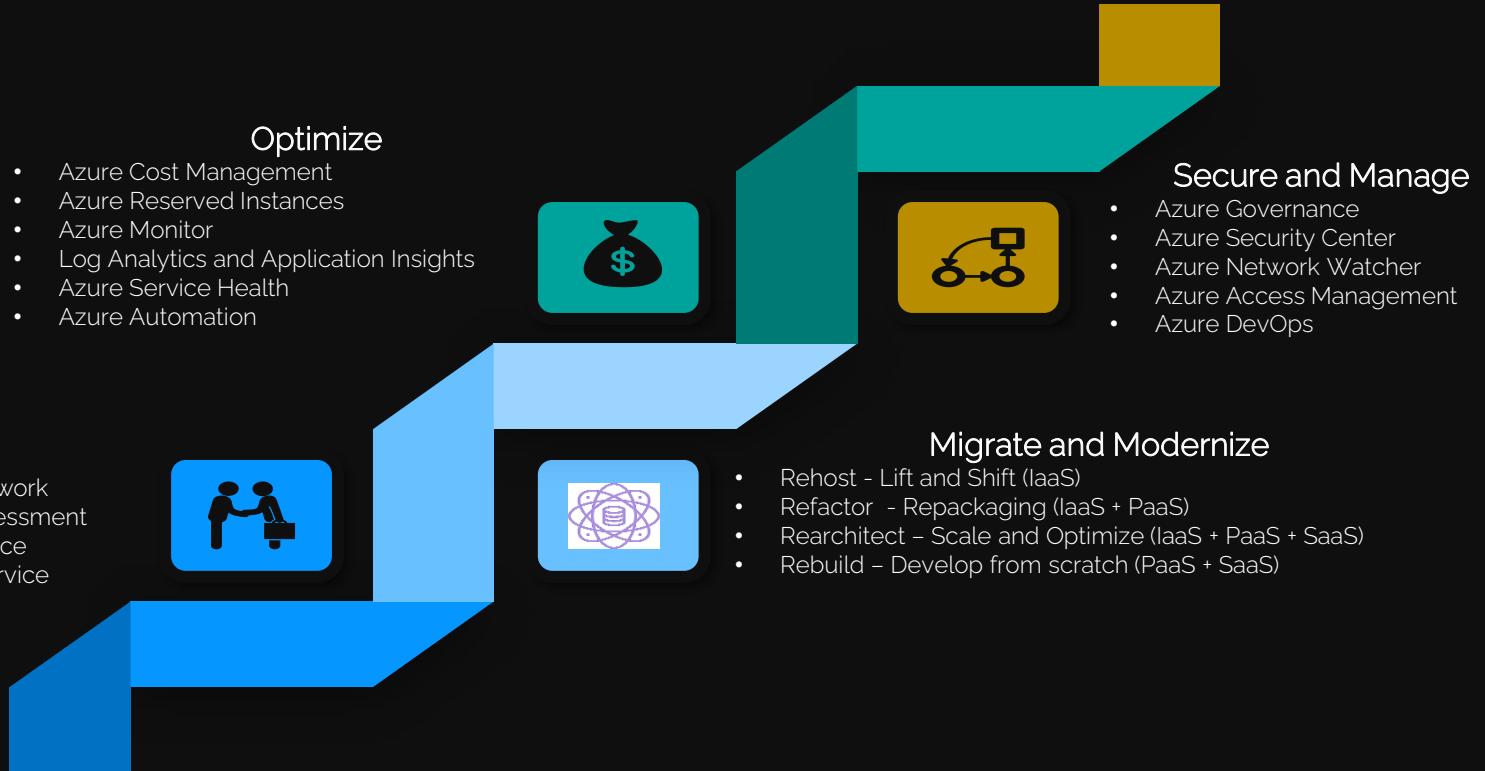 Optimize
• Azure Cost Management
• Azure Reserved Instances
• Azure Monitor
• Log Analytics and Application Insights
• Azure Service Health
• Azure Automation
$
Secure and Manage
• Azure Governance
• Azure Security Center
• Azure Network Watcher
• Azure Access Management
• Azure DevOps
Migrate and Modernize
• Rehost - Lift and Shift (IaaS)
• Refactor - Repackaging (IaaS + PaaS)
• Rearchitect – Scale and Optimize (IaaS + PaaS + SaaS)
• Rebuild – Develop from scratch (PaaS + SaaS)